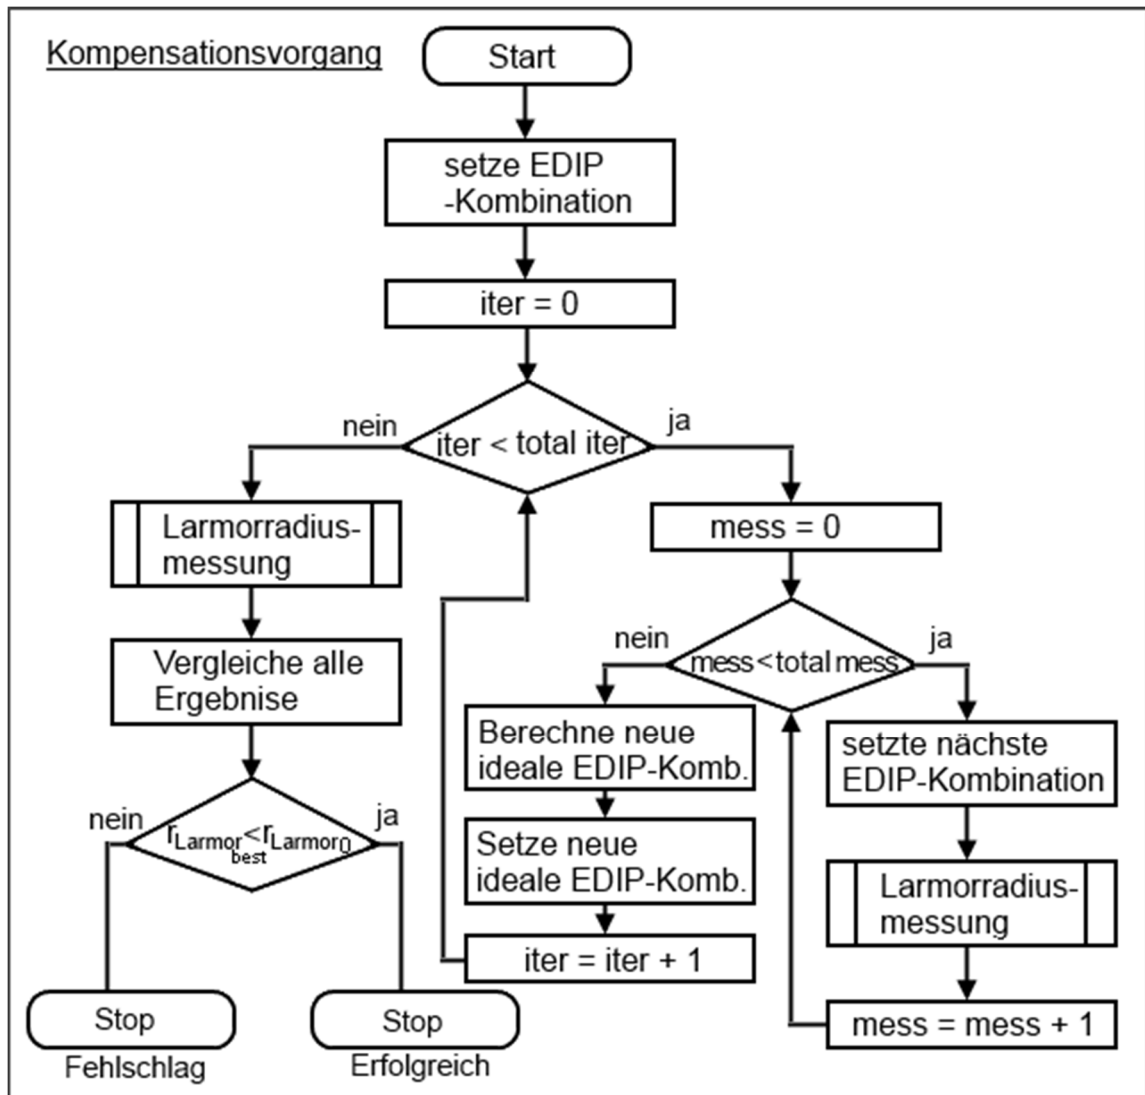 Kompensationsvorgang
Start
setze EDIP
-Kombination
iter = 0
iter < total iter
nein
ja
Larmorradius-
messung
Vergleiche alle
Ergebnise
r_Larmor_best<r_Larmor_0
nein
ja
Stop
Fehlschlag
Stop
Erfolgreich
mess = 0
mess<total mess
nein
ja
Berechne neue
ideale EDIP-Komb.
Setze neue
ideale EDIP-Komb.
iter = iter + 1
setzte nächste
EDIP-Kombination
Larmorradius-
messung
mess = mess + 1